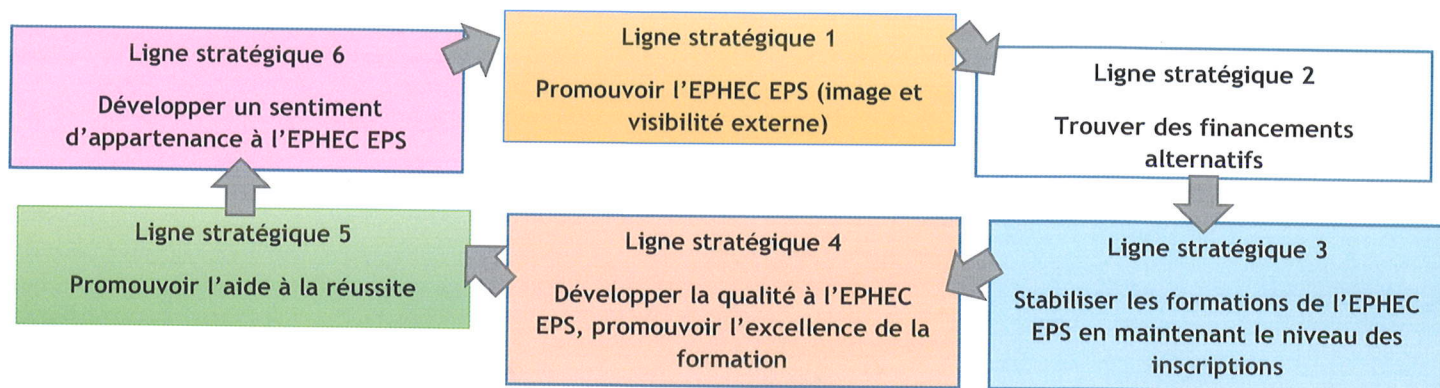 Ligne stratégique 1
Promouvoir l'EPHEC EPS (image et
visibilité externe)
Ligne stratégique 2
Trouver des financements
alternatifs
Ligne stratégique 3
Stabiliser les formations de l'EPHEC
EPS en maintenant le niveau des
inscriptions
Ligne stratégique 4
Développer la qualité à l'EPHEC
EPS, promouvoir l'excellence de la
formation
Ligne stratégique 5
Promouvoir l'aide à la réussite
Ligne stratégique 6
Développer un sentiment
d'appartenance à l'EPHEC EPS